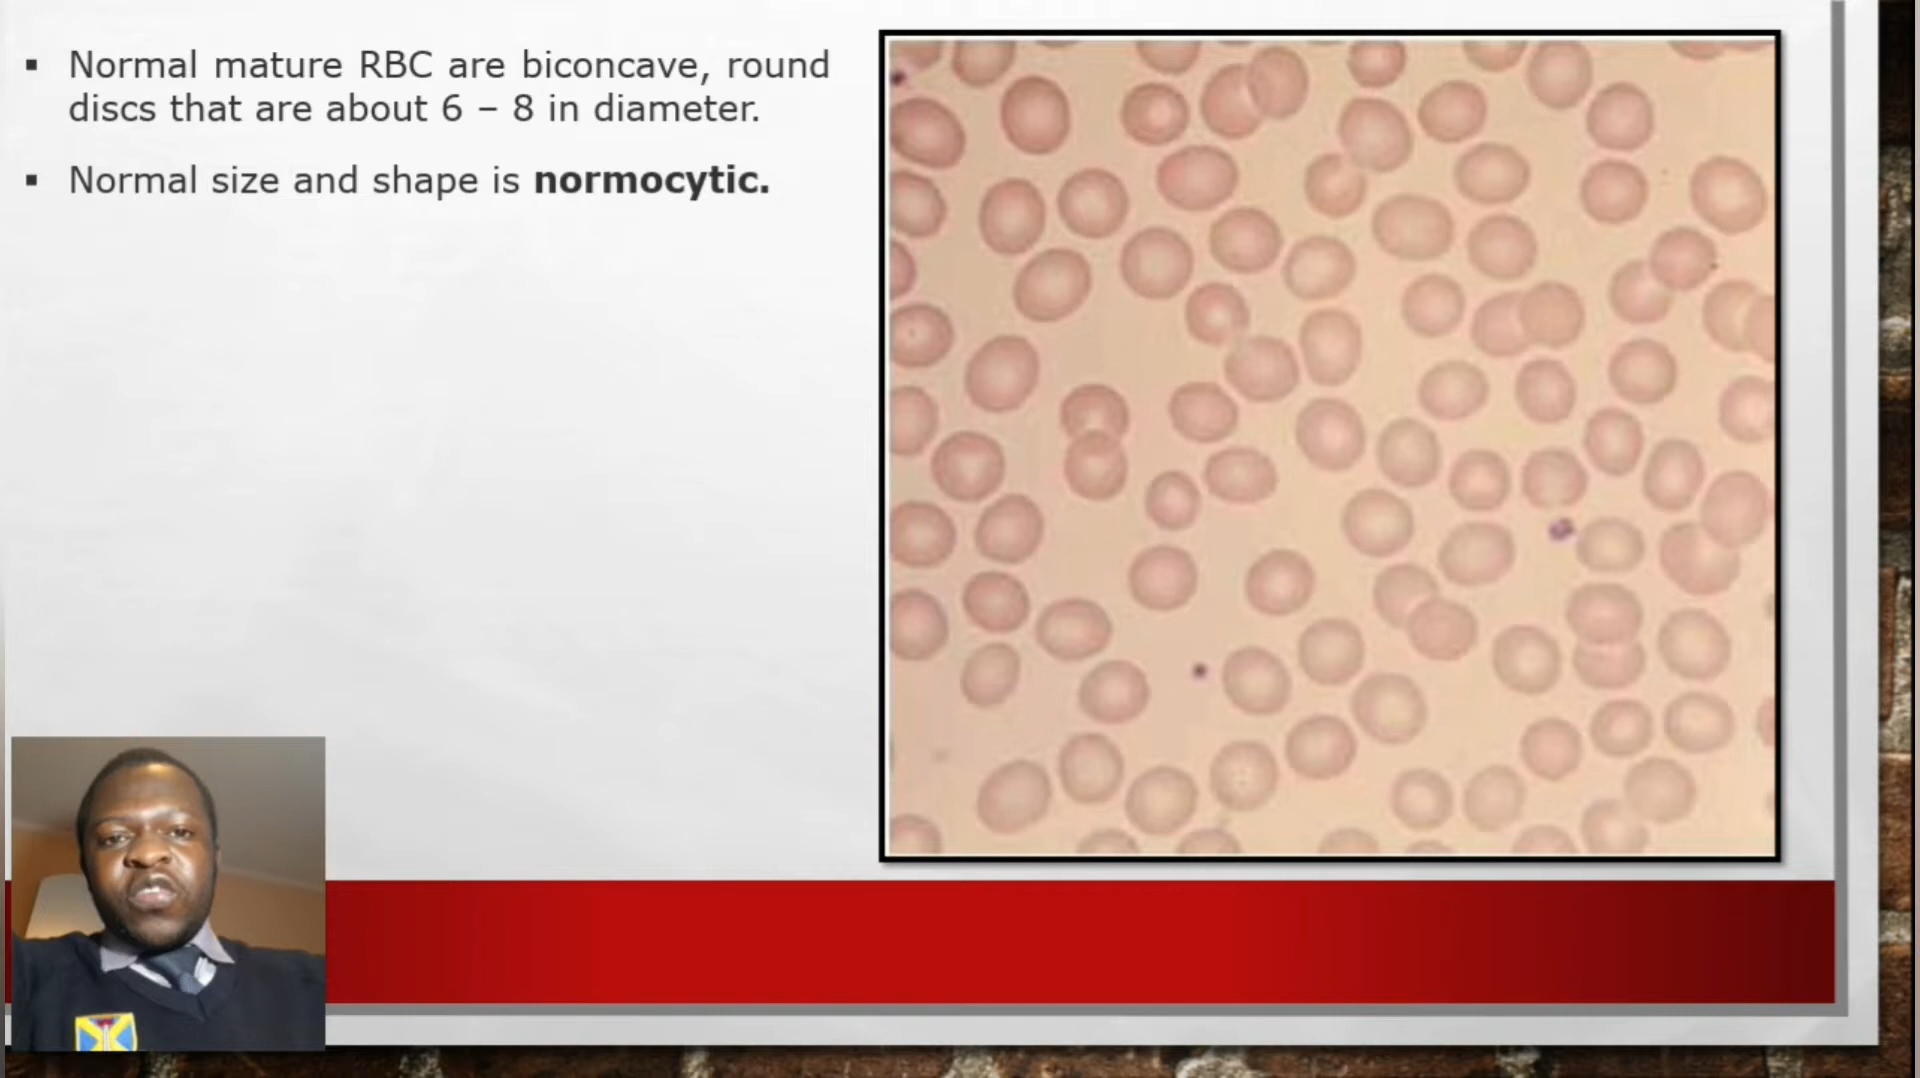 ▪ Normal mature RBC are biconcave, round
discs that are about 6 – 8 in diameter.
▪ Normal size and shape is normocytic.